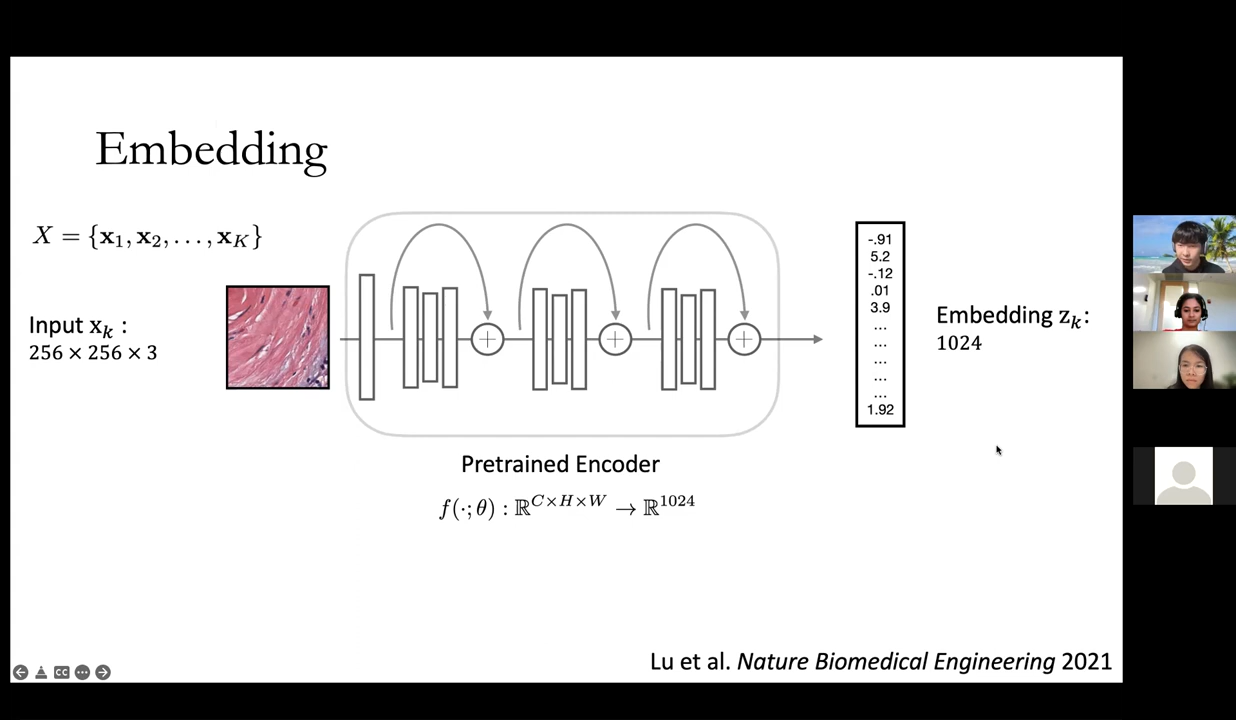 Embedding
X = {x₁, x₂, . . . , x_K}
Input x_k :
256 × 256 × 3
-.91
5.2
-.12
.01
3.9
...
...
...
...
...
1.92
Embedding z_k:
1024
Pretrained Encoder
f(·; θ) : ℝ^{C×H×W} → ℝ^{1024}
Lu et al. Nature Biomedical Engineering 2021
CC